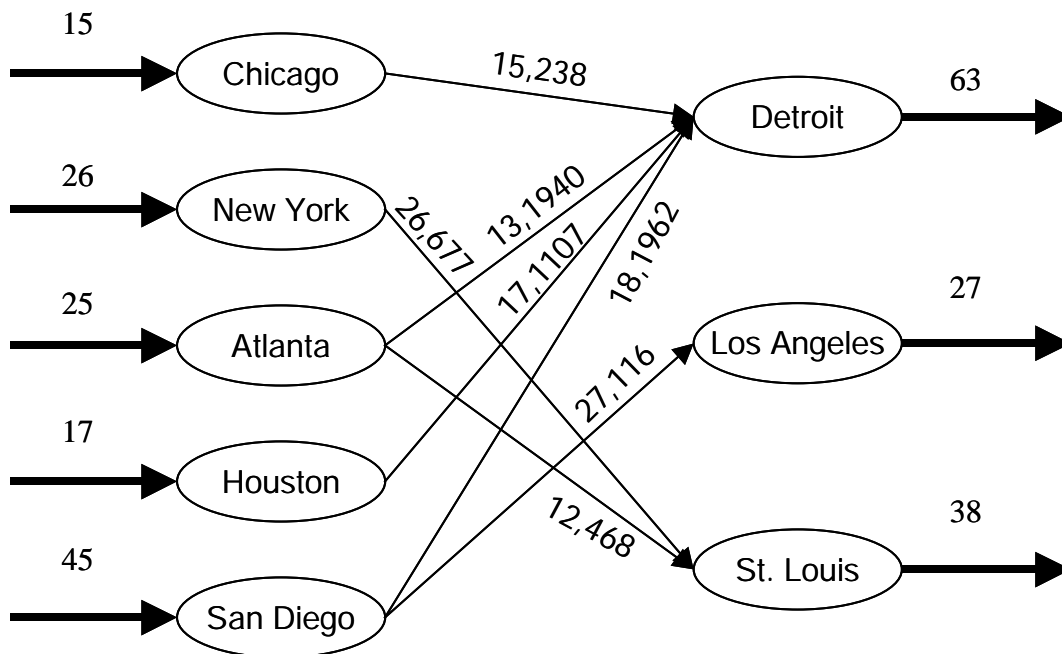 15
Chicago
15,238
Detroit
63
26
New York
26,677
13,1940
17,1107
18,1962
25
Atlanta
27,116
Los Angeles
27
17
Houston
12,468
St. Louis
38
45
San Diego